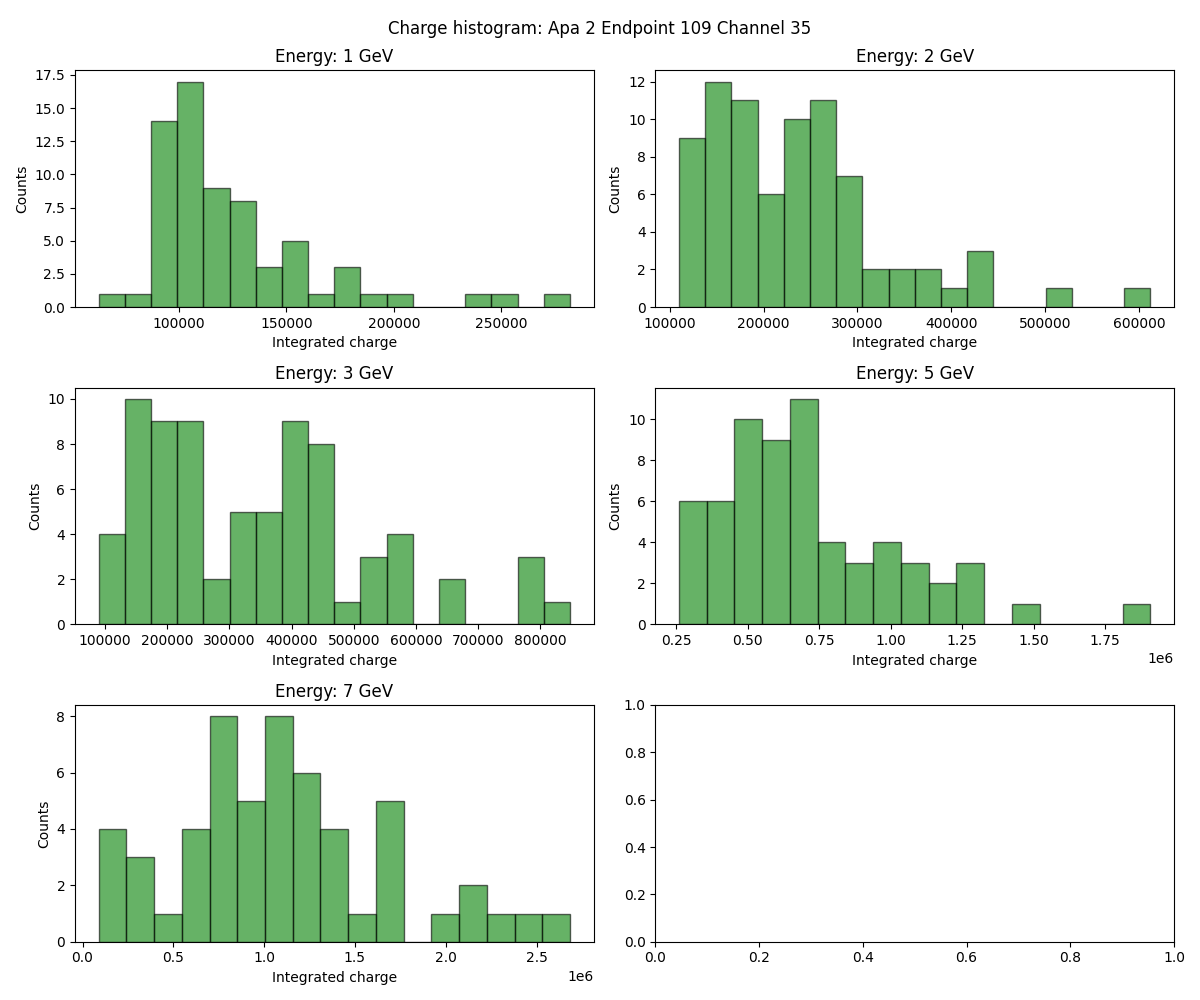 Charge histogram: Apa 2 Endpoint 109 Channel 35
Energy: 1 GeV
17.5
15.0
12.5
10.0
7.5
5.0
2.5
0.0
Counts
100000 150000 200000 250000
Integrated charge
Energy: 2 GeV
12
10
8
6
4
2
0
Counts
100000 200000 300000 400000 500000 600000
Integrated charge
Energy: 3 GeV
10
8
6
4
2
0
Counts
100000 200000 300000 400000 500000 600000 700000 800000
Integrated charge
Energy: 5 GeV
10
8
6
4
2
0
Counts
0.25 0.50 0.75 1.00 1.25 1.50 1.75
Integrated charge
1e6
Energy: 7 GeV
8
6
4
2
0
Counts
0.0 0.5 1.0 1.5 2.0 2.5
Integrated charge
1e6
1.0
0.8
0.6
0.4
0.2
0.0
0.0 0.2 0.4 0.6 0.8 1.0